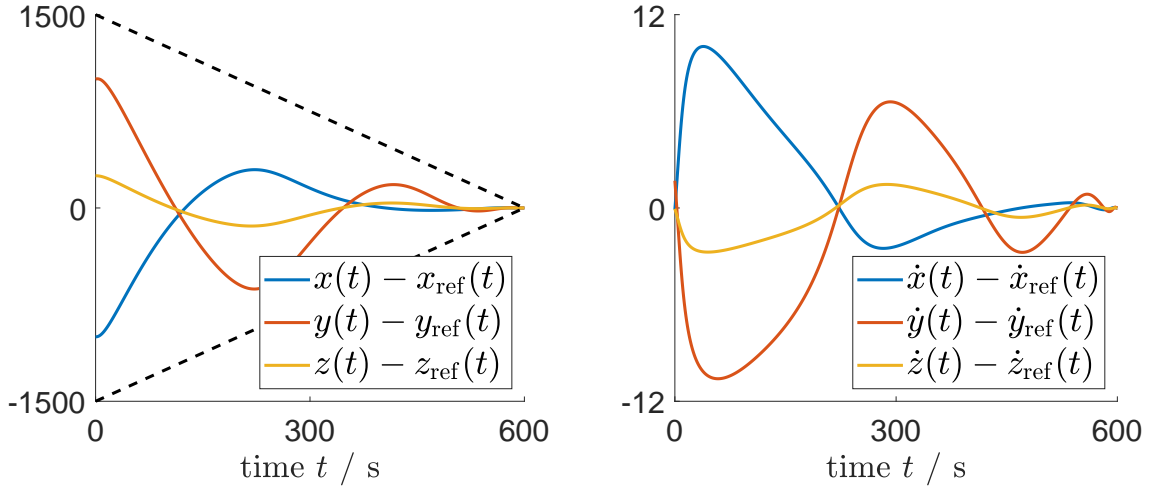 1500
0
-1500
0
300
600
time t / s
x(t) − x_ref(t)
y(t) − y_ref(t)
z(t) − z_ref(t)
12
0
-12
0
300
600
time t / s
ẋ(t) − ẋ_ref(t)
ẏ(t) − ẏ_ref(t)
ż(t) − ż_ref(t)